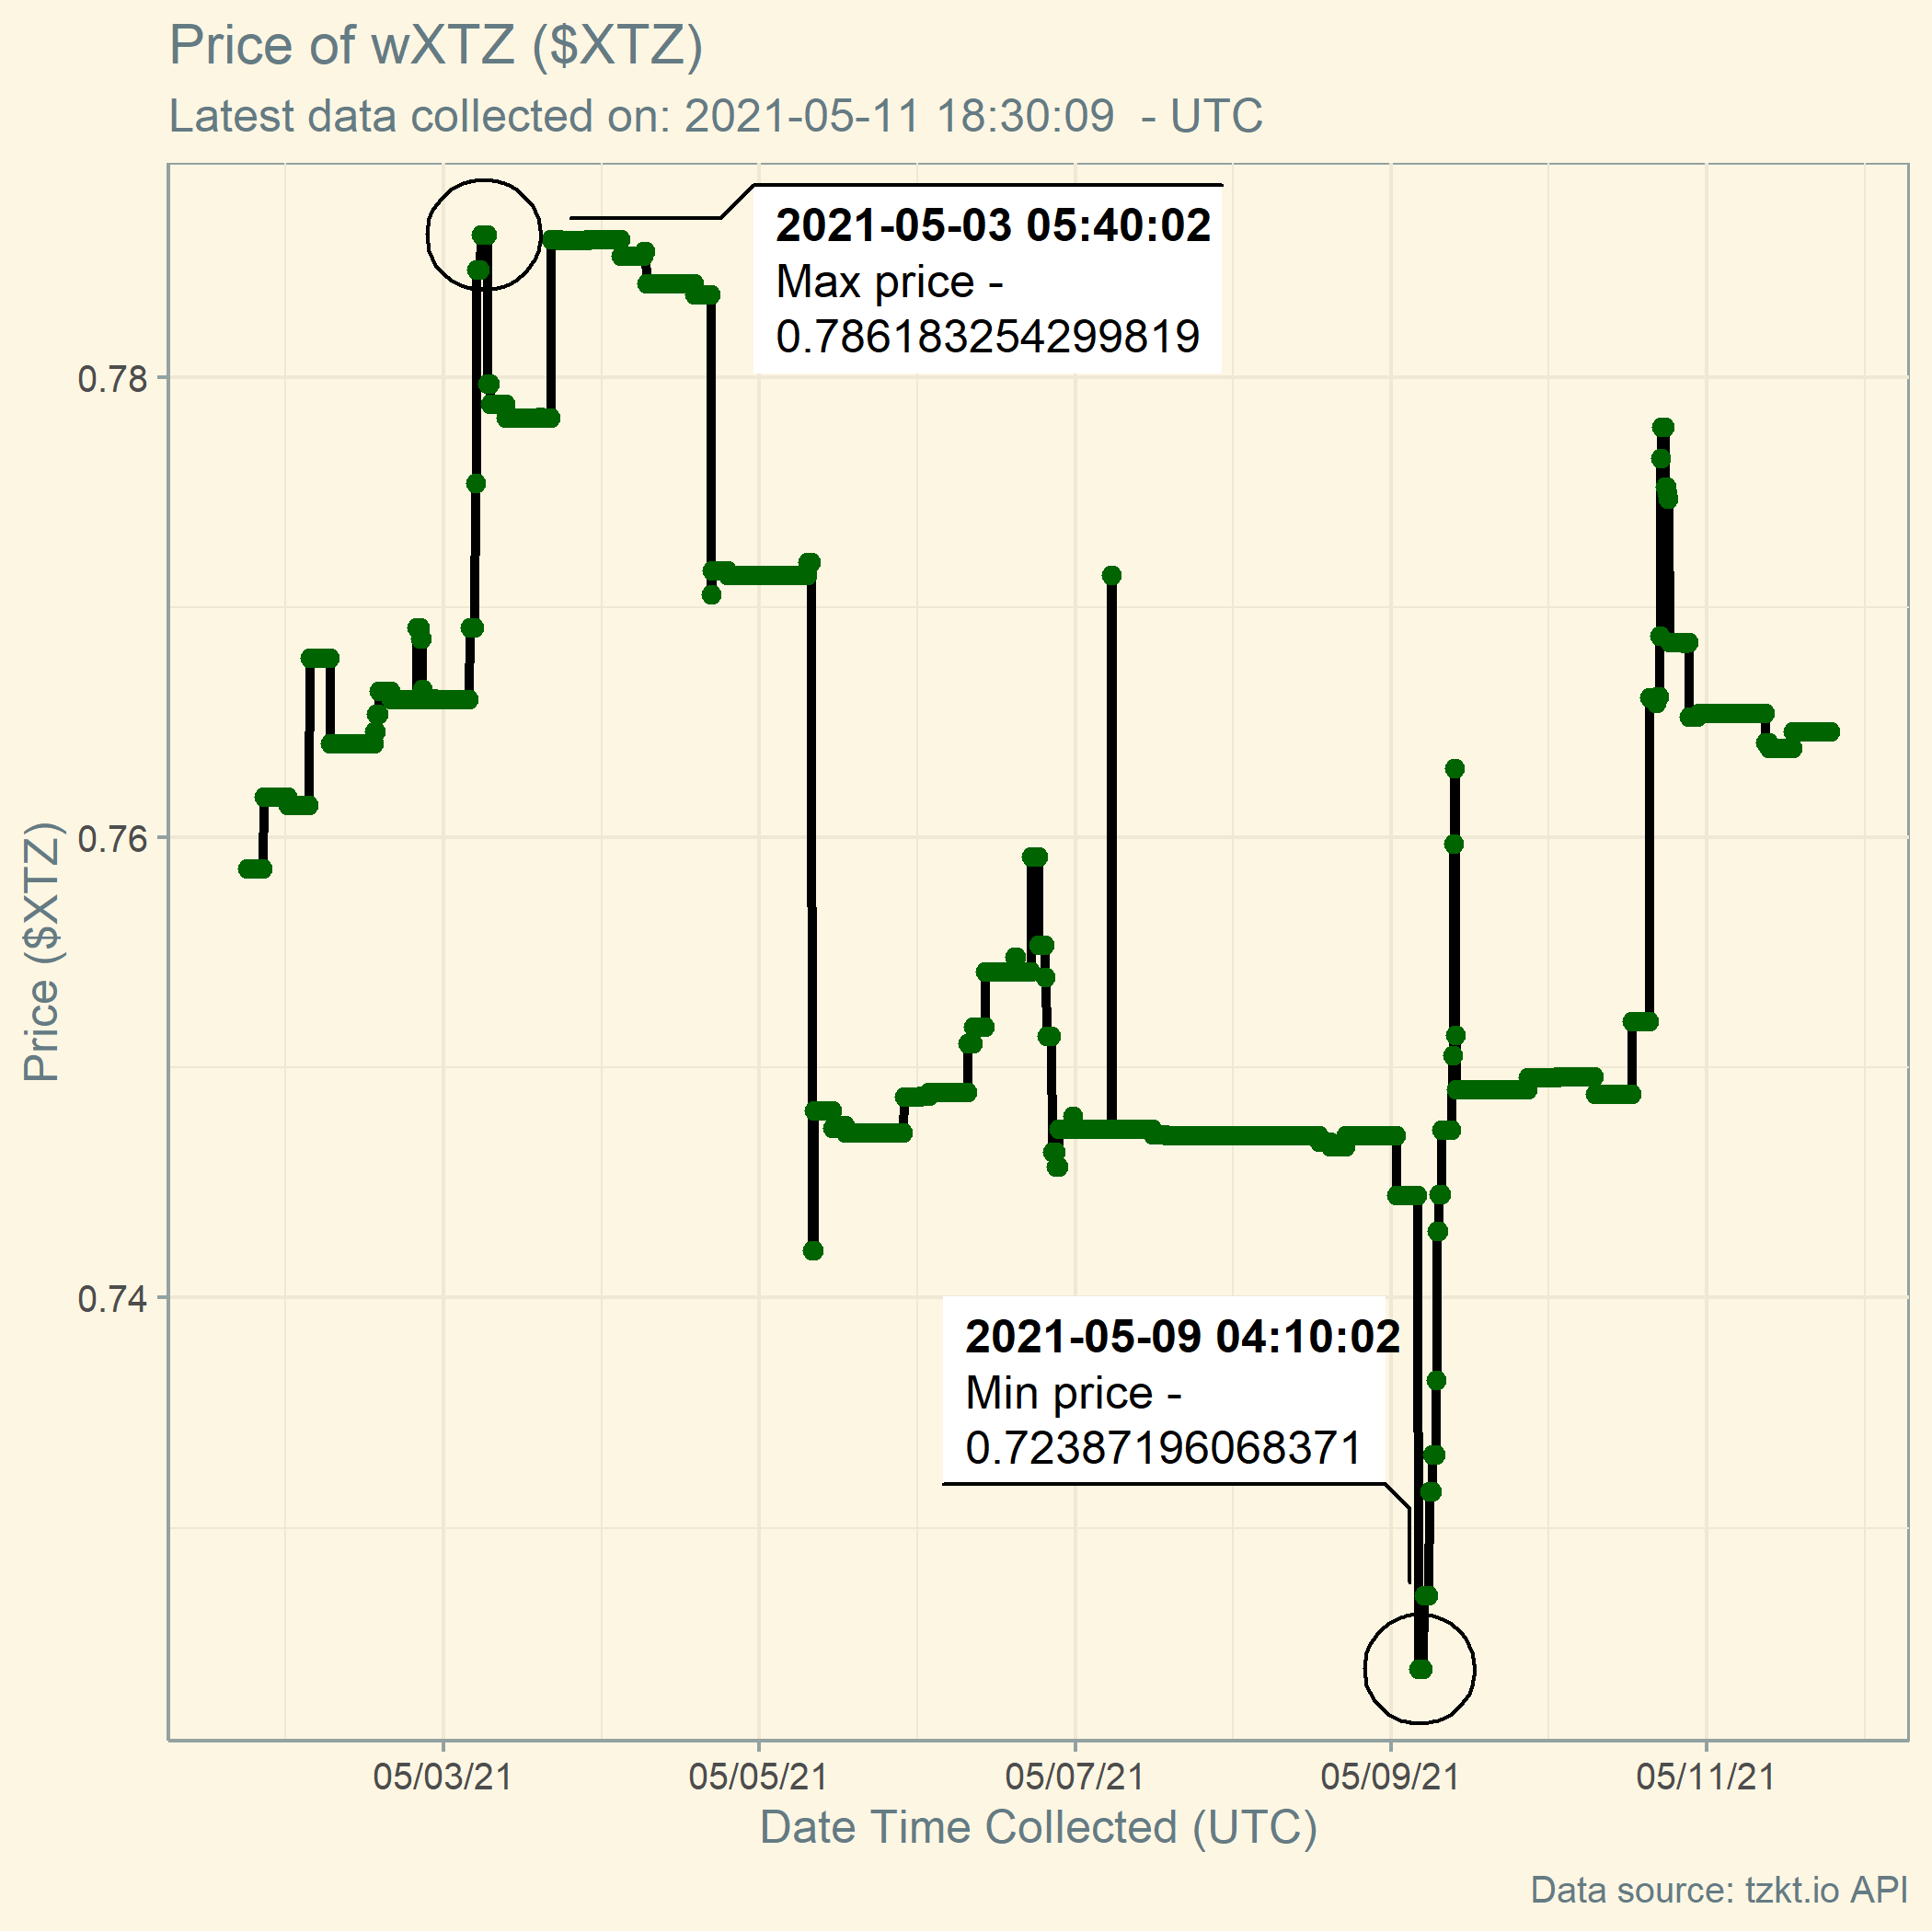 Price of wXTZ ($XTZ)
Latest data collected on: 2021-05-11 18:30:09  - UTC
2021-05-03 05:40:02
Max price -
0.786183254299819
0.78
0.76
0.74
Price ($XTZ)
2021-05-09 04:10:02
Min price -
0.72387196068371
05/03/21 05/05/21 05/07/21 05/09/21 05/11/21
Date Time Collected (UTC)
Data source: tzkt.io API